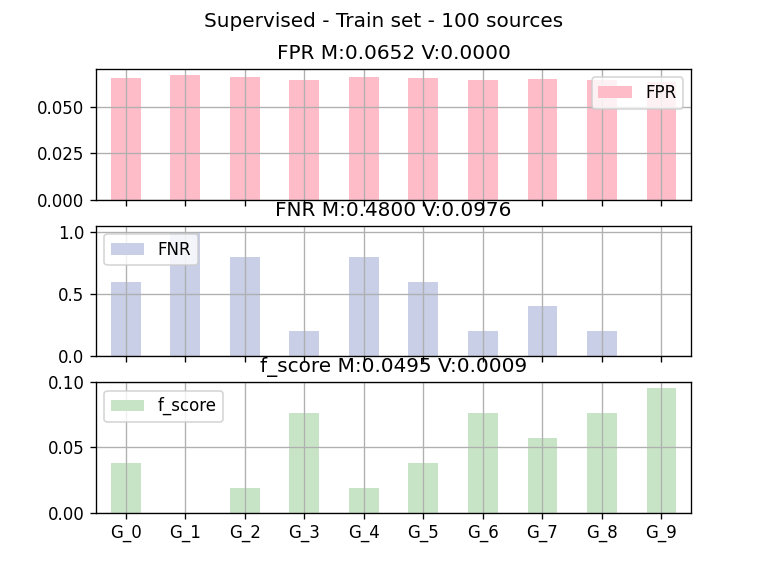 Supervised - Train set - 100 sources
FPR M:0.0652 V:0.0000
0.050
0.025
0.000
FPR
FNR M:0.4800 V:0.0976
1.0
0.5
0.0
FNR
f_score M:0.0495 V:0.0009
0.10
0.05
0.00
f_score
G_0 G_1 G_2 G_3 G_4 G_5 G_6 G_7 G_8 G_9